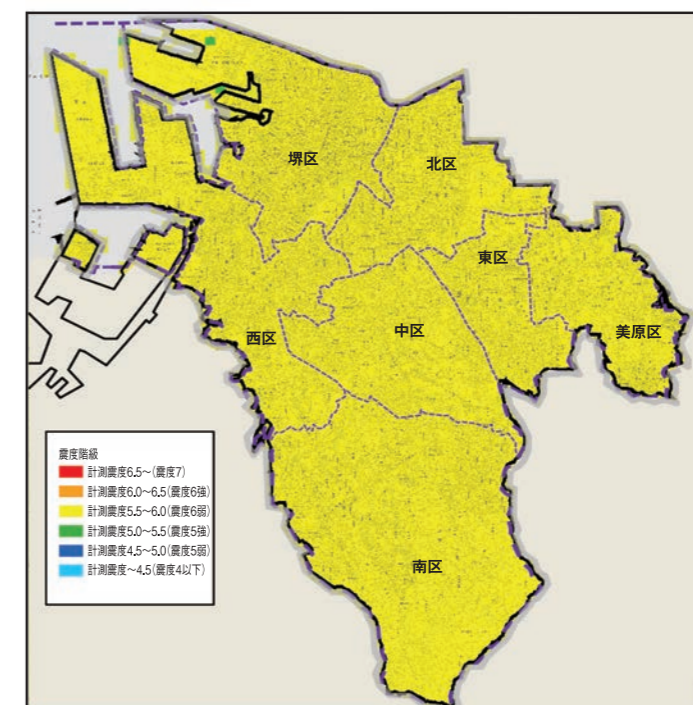 堺区
北区
東区
美原区
西区
中区
南区
震度階級
計測震度6.5～(震度7)
計測震度6.0～6.5(震度6強)
計測震度5.5～6.0(震度6弱)
計測震度5.0～5.5(震度5強)
計測震度4.5～5.0(震度5弱)
計測震度～4.5(震度4以下)